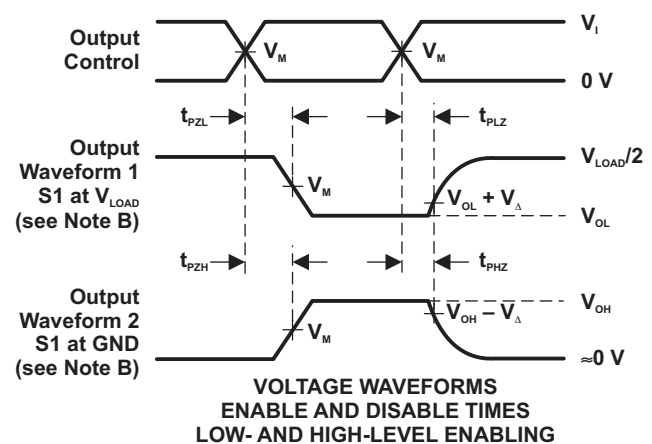 Output
Control
V_M
V_M
V_I
0 V
t_PZL
t_PLZ
Output
Waveform 1
S1 at V_LOAD
(see Note B)
V_M
V_OL + V_Δ
V_LOAD/2
V_OL
t_PZH
t_PHZ
Output
Waveform 2
S1 at GND
(see Note B)
V_M
V_OH − V_Δ
V_OH
≈0 V
VOLTAGE WAVEFORMS
ENABLE AND DISABLE TIMES
LOW- AND HIGH-LEVEL ENABLING